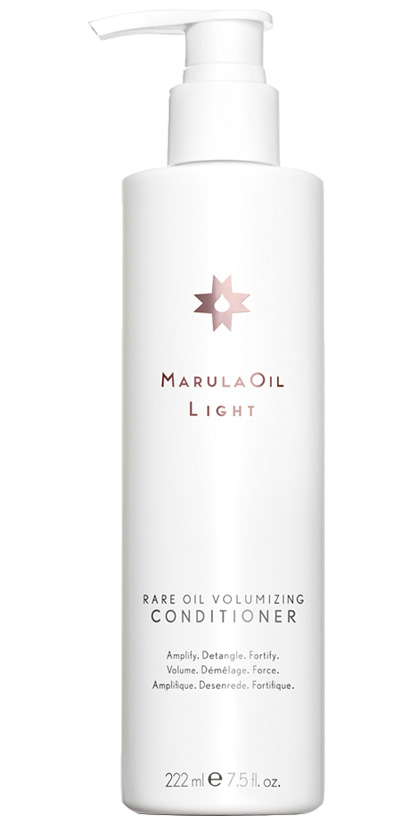 MARULAOIL
LIGHT
RARE OIL VOLUMIZING
CONDITIONER
Amplify. Detangle. Fortify.
Volume. Démêlage. Force.
Amplifique. Desenrede. Fortifique.
222 ml e 7.5 fl. oz.